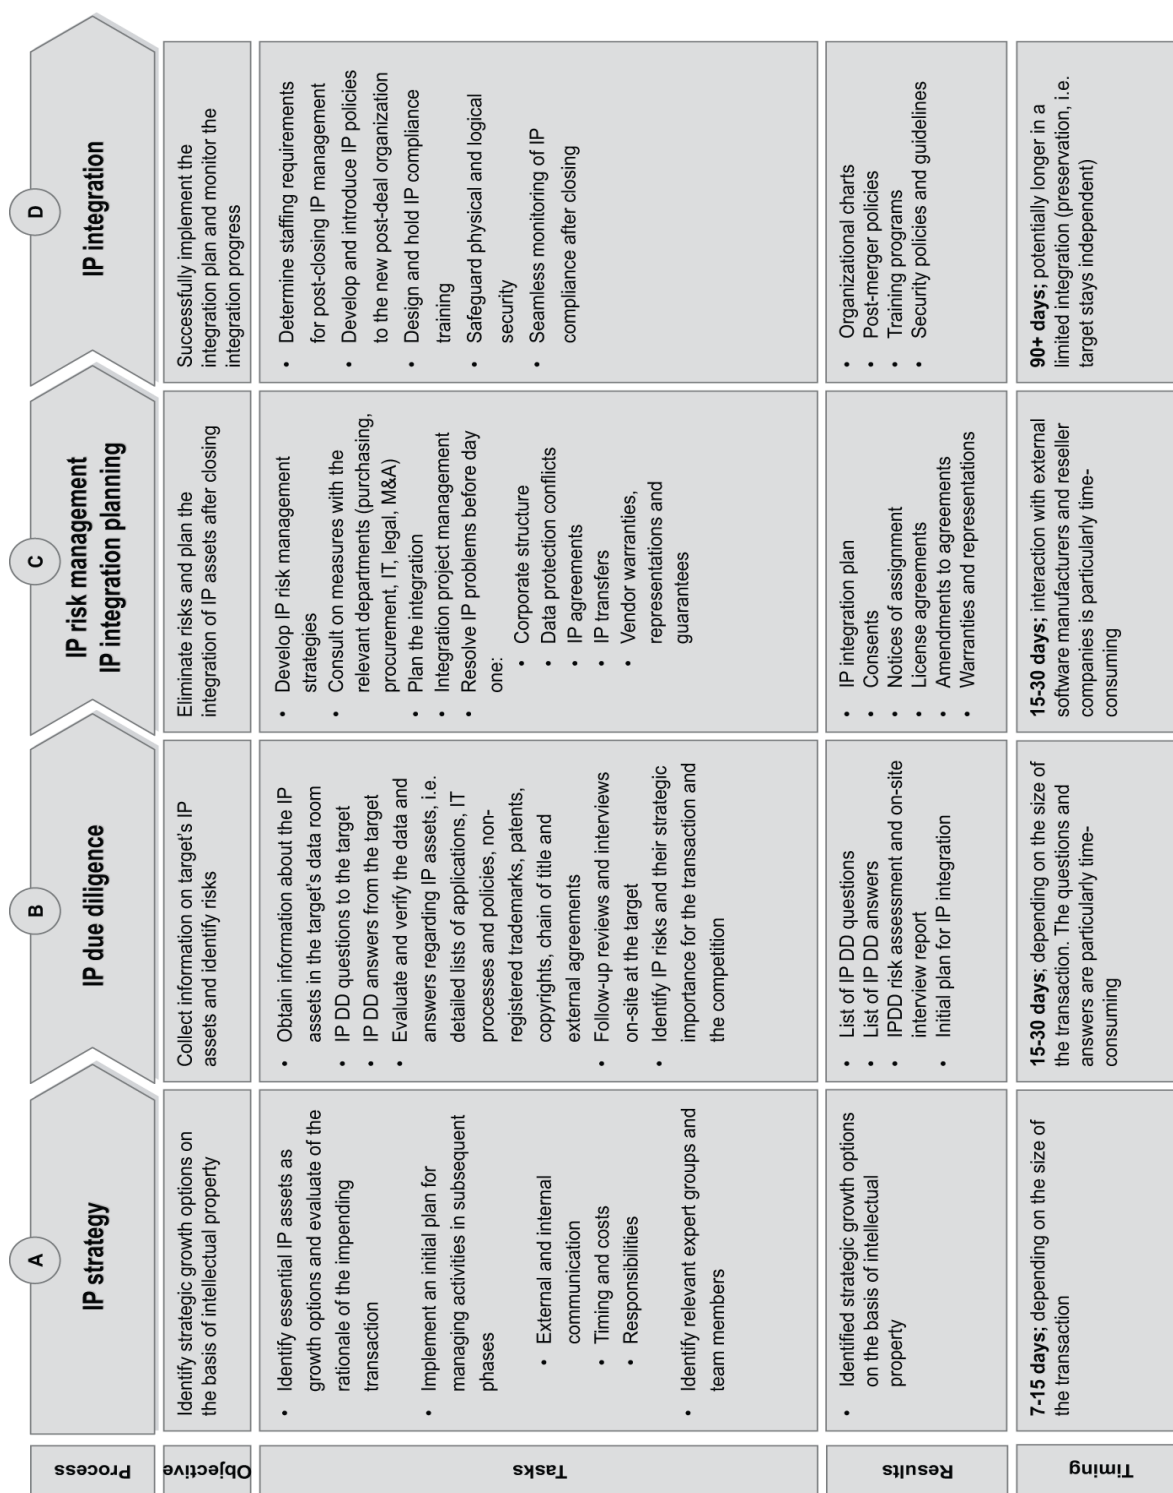 Process
A
IP strategy
B
IP due diligence
C
IP risk management
IP integration planning
D
IP integration
Objective
Identify strategic growth options on
the basis of intellectual property
Collect information on target's IP
assets and identify risks
Eliminate risks and plan the
integration of IP assets after closing
Successfully implement the
integration plan and monitor the
integration progress
Tasks
• Identify essential IP assets as
growth options and evaluate of the
rationale of the impending
transaction
• Implement an initial plan for
managing activities in subsequent
phases
• External and internal
communication
• Timing and costs
• Responsibilities
• Identify relevant expert groups and
team members
• Obtain information about the IP
assets in the target's data room
• IP DD questions to the target
• IP DD answers from the target
• Evaluate and verify the data and
answers regarding IP assets, i.e.
detailed lists of applications, IT
processes and policies, non-
registered trademarks, patents,
copyrights, chain of title and
external agreements
• Follow-up reviews and interviews
on-site at the target
• Identify IP risks and their strategic
importance for the transaction and
the competition
• Develop IP risk management
strategies
• Consult on measures with the
relevant departments (purchasing,
procurement, IT, legal, M&A)
• Plan the integration
• Integration project management
• Resolve IP problems before day
one:
• Corporate structure
• Data protection conflicts
• IP agreements
• IP transfers
• Vendor warranties,
representations and
guarantees
• Determine staffing requirements
for post-closing IP management
• Develop and introduce IP policies
to the new post-deal organization
• Design and hold IP compliance
training
• Safeguard physical and logical
security
• Seamless monitoring of IP
compliance after closing
Results
• Identified strategic growth options
on the basis of intellectual
property
• List of IP DD questions
• List of IP DD answers
• IPDD risk assessment and on-site
interview report
• Initial plan for IP integration
• IP integration plan
• Consents
• Notices of assignment
• License agreements
• Amendments to agreements
• Warranties and representations
• Organizational charts
• Post-merger policies
• Training programs
• Security policies and guidelines
Timing
7-15 days; depending on the size of
the transaction
15-30 days; depending on the size of
the transaction. The questions and
answers are particularly time-
consuming
15-30 days; interaction with external
software manufacturers and reseller
companies is particularly time-
consuming
90+ days; potentially longer in a
limited integration (preservation, i.e.
target stays independent)